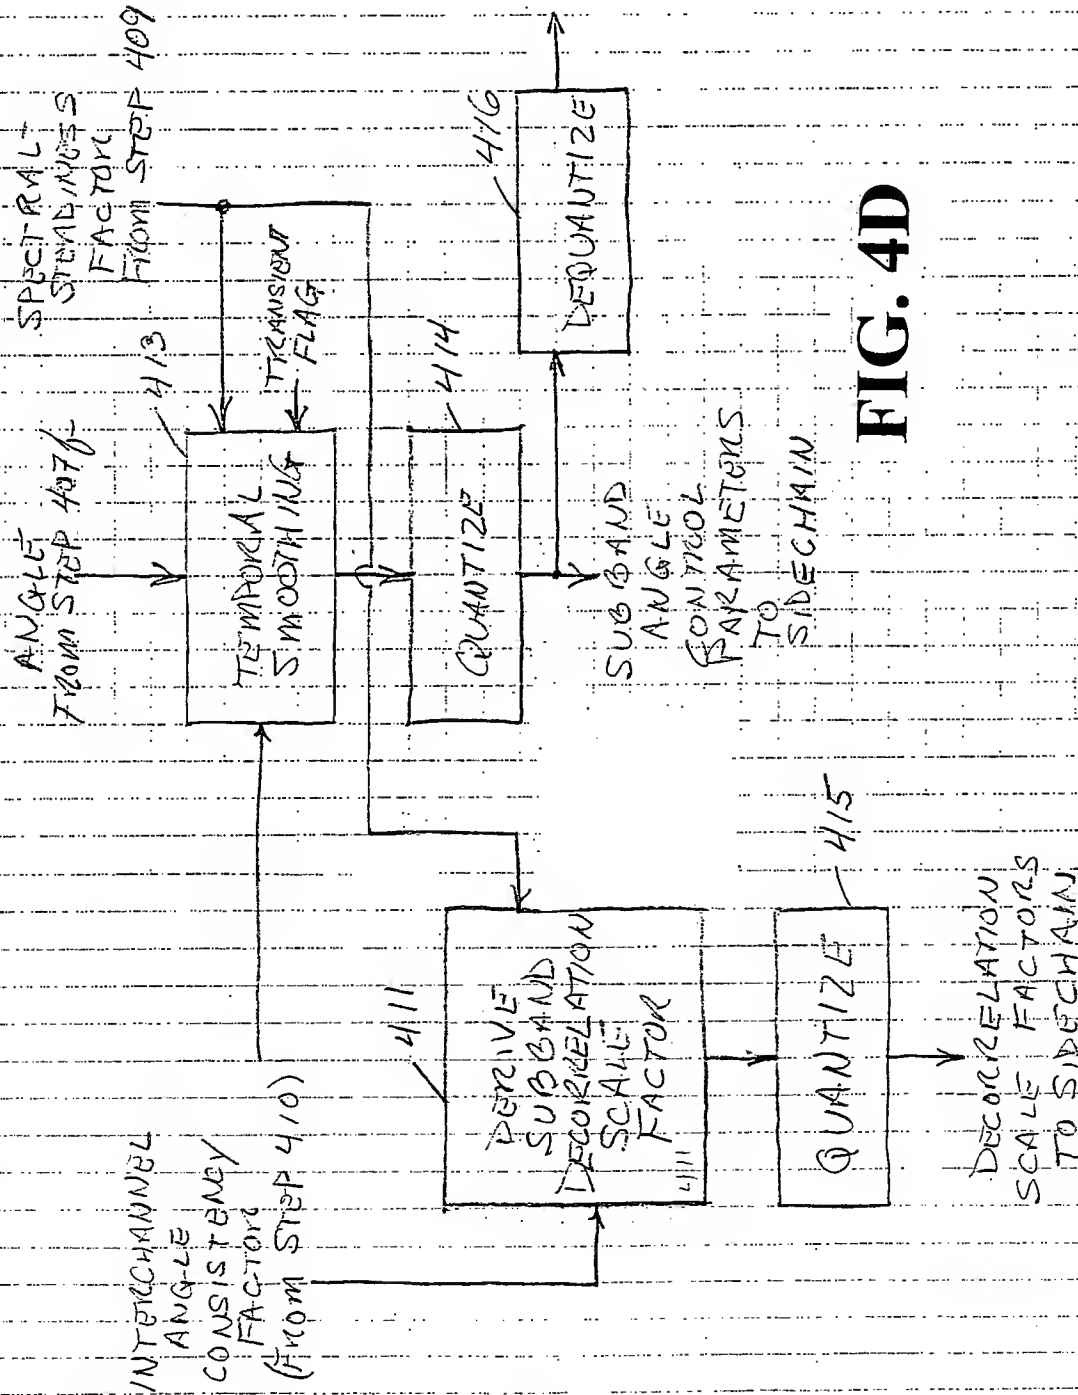 INTERCHANNEL
ANGLE
CONSISTENCY
FACTOR
(FROM STEP 410)
ANGLE
FROM STEP 407f
SPECTRAL-
STEADINESS
FACTOR
FROM STEP 409
413
TEMPORAL
SMOOTHING
TRANSIENT
FLAG
411
DERIVE
SUBBAND
DECORRELATION
SCALE
FACTOR
411
414
QUANTIZE
416
DEQUANTIZE
415
QUANTIZE
SUBBAND
ANGLE
CONTROL
PARAMETERS
TO
SIDECHAIN
DECORRELATION
SCALE FACTORS
TO SIDECHAIN
FIG. 4D